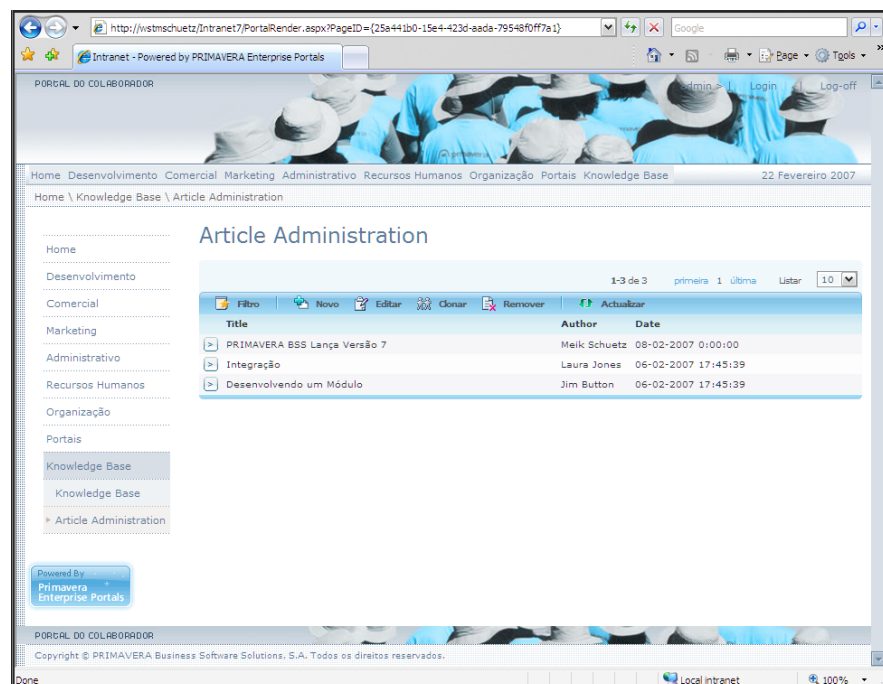 http://wstmschuetz/Intranet7/PortalRender.aspx?PageID={25a441b0-15e4-423d-aada-79548f0ff7a1}
Google
Intranet - Powered by PRIMAVERA Enterprise Portals
Page
Tools
PORTAL DO COLABORADOR
admin > | Login | Log-off
primavera
Home Desenvolvimento Comercial Marketing Administrativo Recursos Humanos Organização Portais Knowledge Base 22 Fevereiro 2007
Home \ Knowledge Base \ Article Administration
Home
Desenvolvimento
Comercial
Marketing
Administrativo
Recursos Humanos
Organização
Portais
Knowledge Base
Knowledge Base
Article Administration
Powered By
Primavera
Enterprise Portals
Article Administration
1-3 de 3 primeira 1 última Listar 10
Filtro Novo Editar Clonar Remover Actualizar
Title Author Date
PRIMAVERA BSS Lança Versão 7 Meik Schuetz 08-02-2007 0:00:00
Integração Laura Jones 06-02-2007 17:45:39
Desenvolvendo um Módulo Jim Button 06-02-2007 17:45:39
PORTAL DO COLABORADOR
Copyright © PRIMAVERA Business Software Solutions. S.A. Todos os direitos reservados.
Done Local intranet 100%